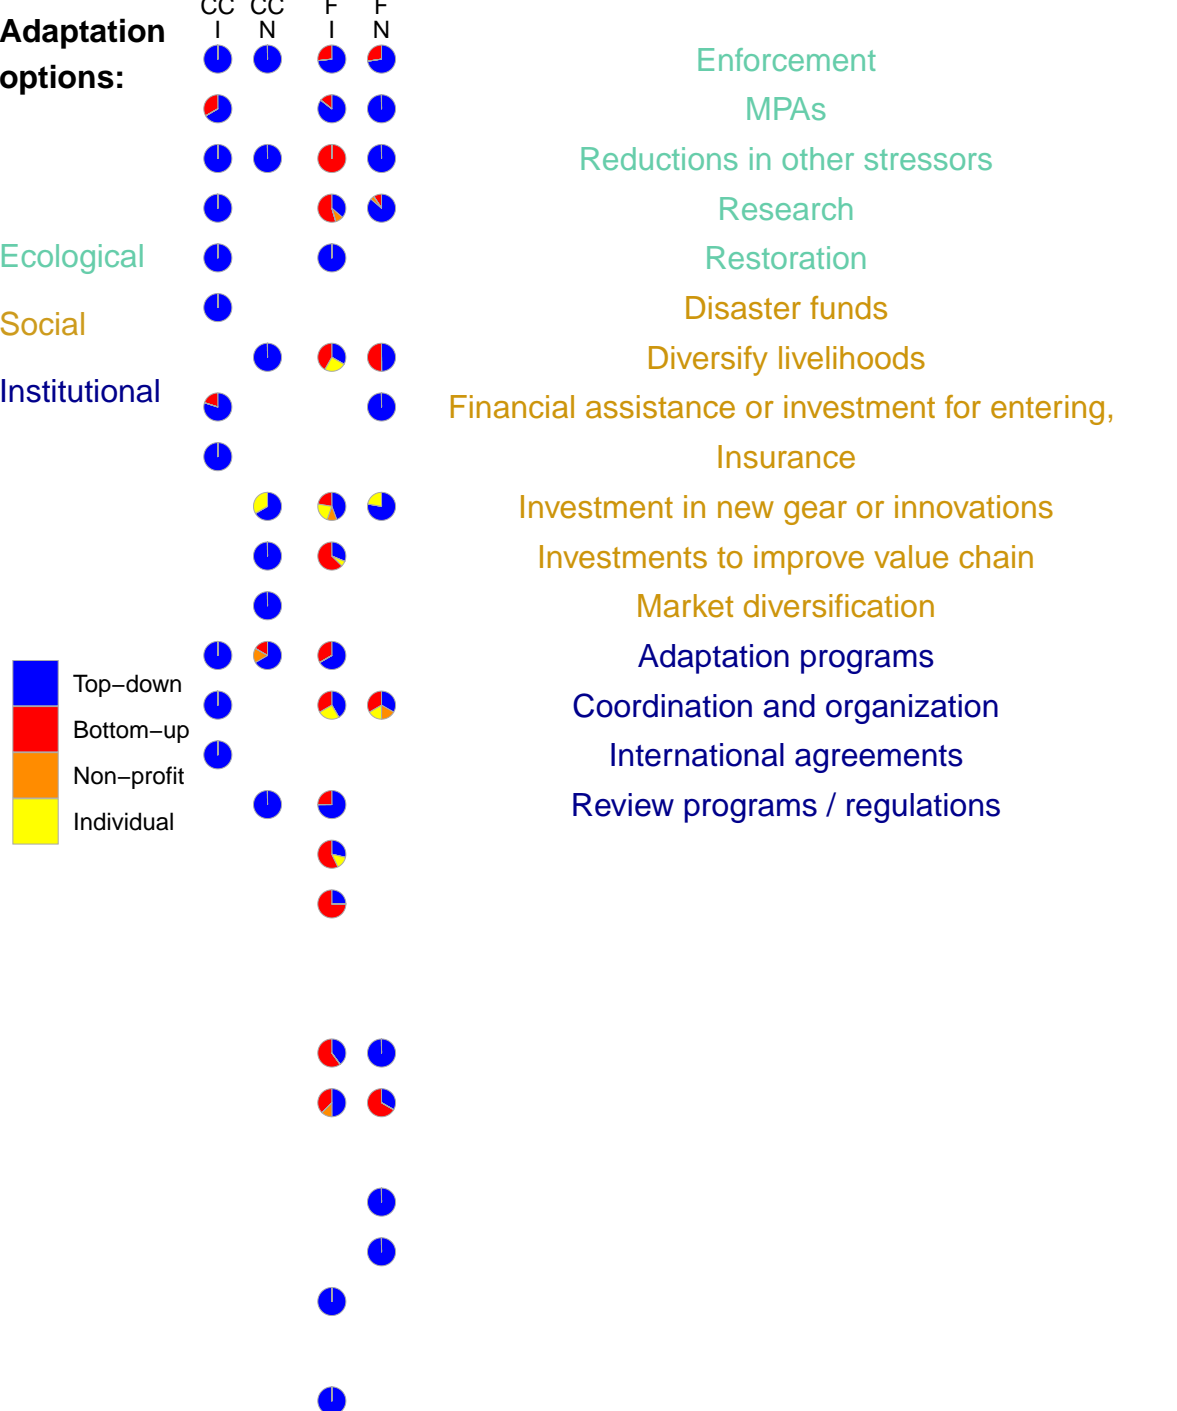 CC CC F F
Adaptation I N I N
options:
Enforcement
MPAs
Reductions in other stressors
Research
Ecological
Restoration
Disaster funds
Social
Diversify livelihoods
Institutional
Financial assistance or investment for entering,
Insurance
Investment in new gear or innovations
Investments to improve value chain
Market diversification
Adaptation programs
Top−down
Coordination and organization
Bottom−up
International agreements
Non−profit
Review programs / regulations
Individual